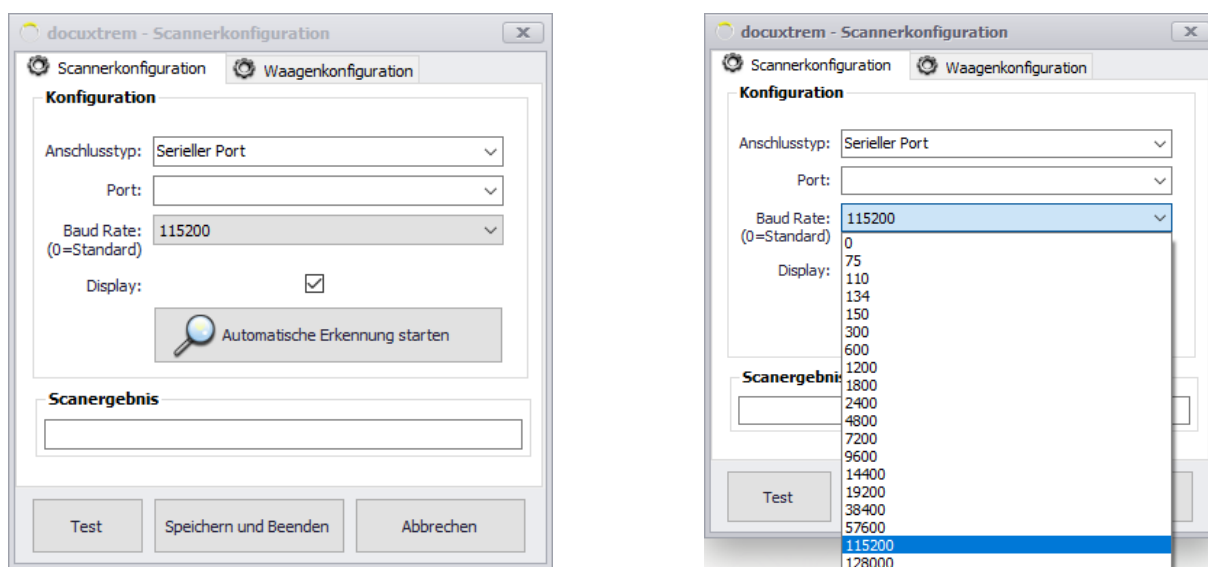 docuxtrem - Scannerkonfiguration
Scannerkonfiguration
Waagenkonfiguration
Konfiguration
Anschlusstyp: Serieller Port
Port:
Baud Rate: 115200
(0=Standard)
Display:
Automatische Erkennung starten
Scanergebnis
Test
Speichern und Beenden
Abbrechen
docuxtrem - Scannerkonfiguration
Scannerkonfiguration
Waagenkonfiguration
Konfiguration
Anschlusstyp: Serieller Port
Port:
Baud Rate: 115200
(0=Standard)
Display:
0
75
110
134
150
300
600
1200
1800
2400
4800
7200
9600
14400
19200
38400
57600
115200
128000
Scanergebnis
Test